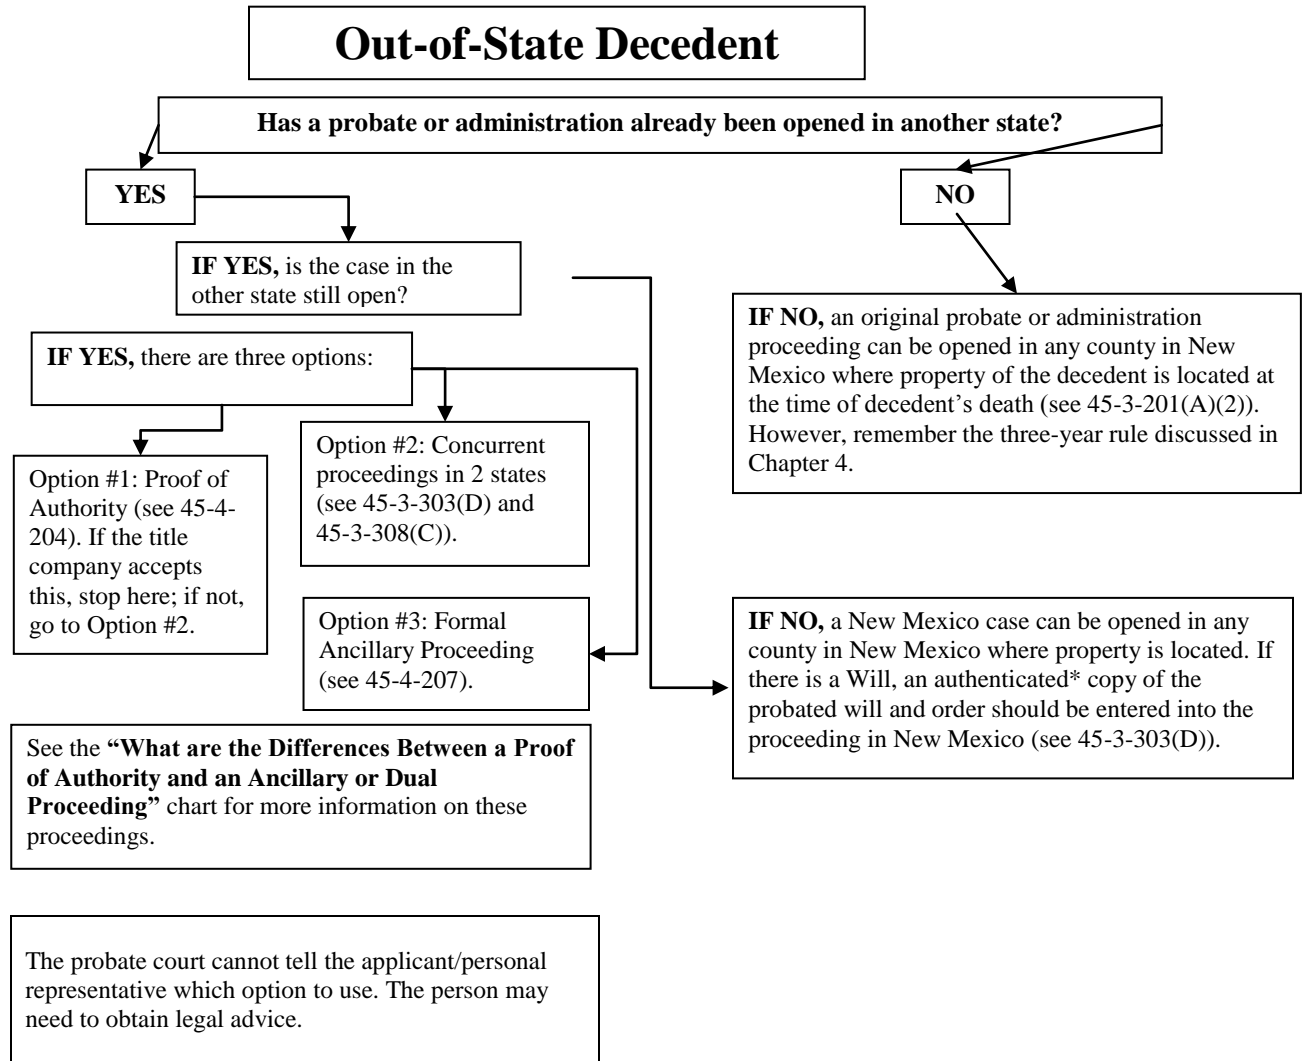 Out-of-State Decedent
Has a probate or administration already been opened in another state?
YES
NO
IF YES, is the case in the
other state still open?
IF YES, there are three options:
Option #1: Proof of
Authority (see 45-4-
204). If the title
company accepts
this, stop here; if not,
go to Option #2.
Option #2: Concurrent
proceedings in 2 states
(see 45-3-303(D) and
45-3-308(C)).
Option #3: Formal
Ancillary Proceeding
(see 45-4-207).
IF NO, an original probate or administration
proceeding can be opened in any county in New
Mexico where property of the decedent is located at
the time of decedent’s death (see 45-3-201(A)(2)).
However, remember the three-year rule discussed in
Chapter 4.
IF NO, a New Mexico case can be opened in any
county in New Mexico where property is located. If
there is a Will, an authenticated* copy of the
probated will and order should be entered into the
proceeding in New Mexico (see 45-3-303(D)).
See the “What are the Differences Between a Proof
of Authority and an Ancillary or Dual
Proceeding” chart for more information on these
proceedings.
The probate court cannot tell the applicant/personal
representative which option to use. The person may
need to obtain legal advice.